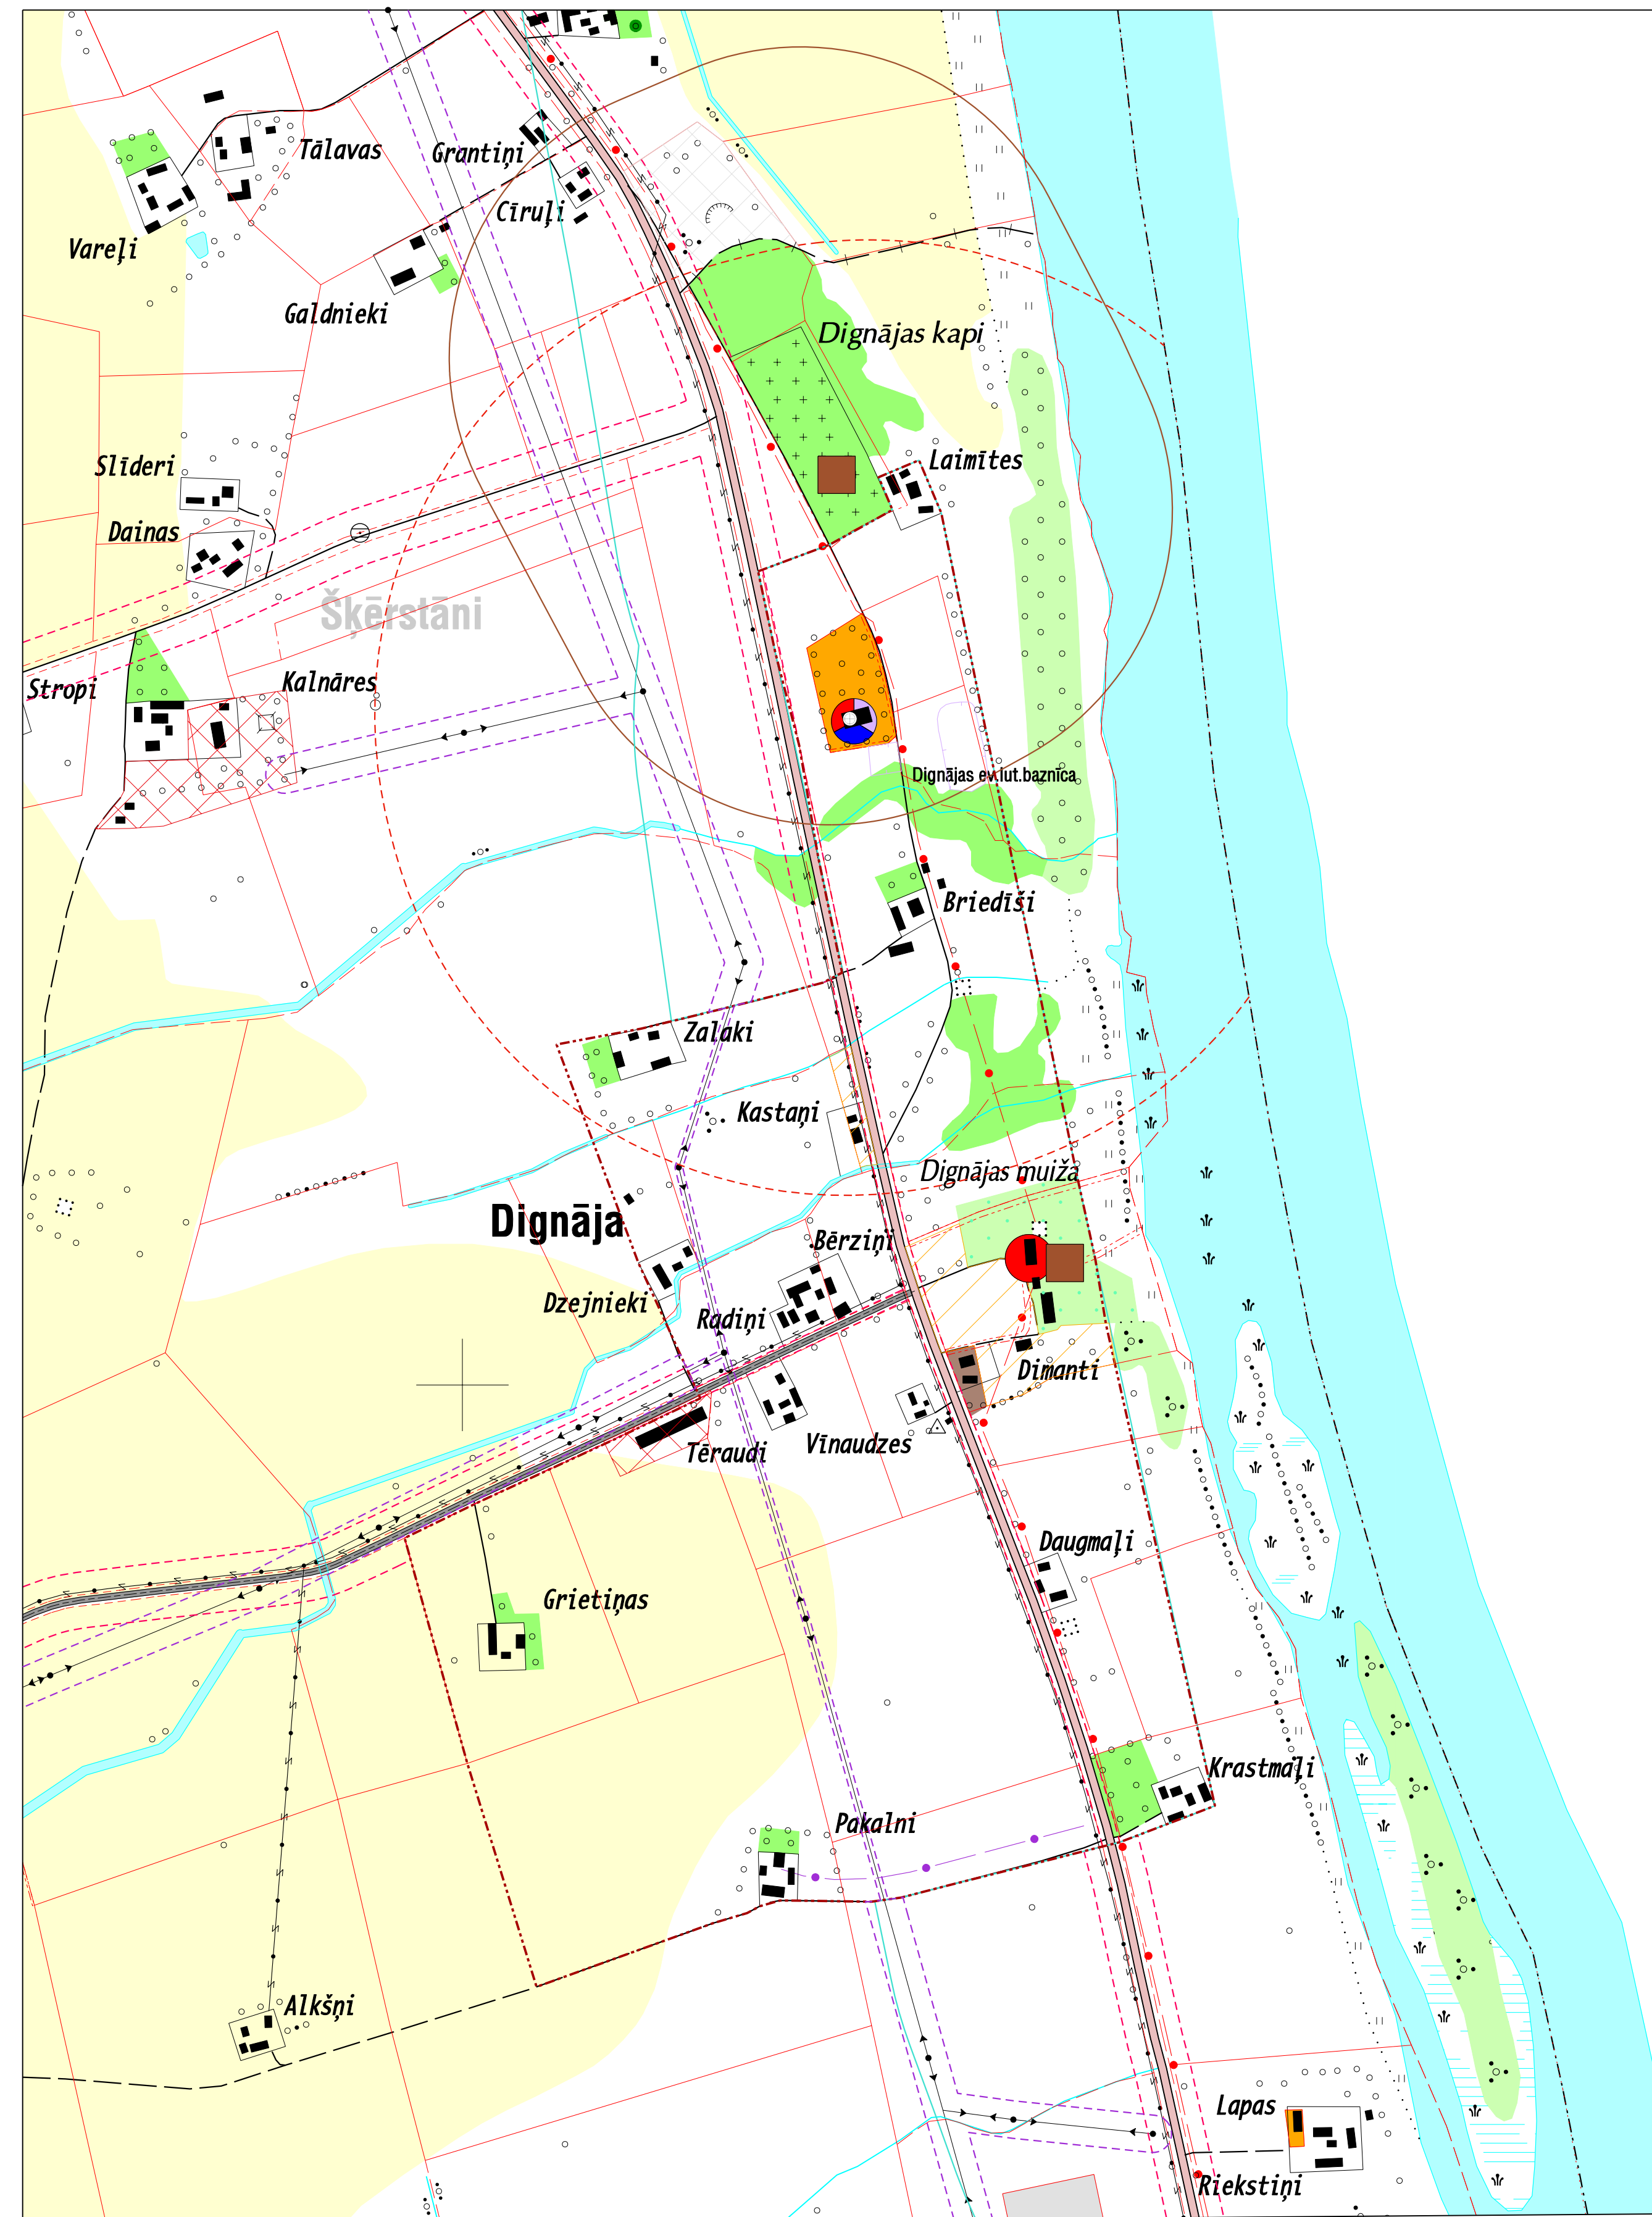 Tālavas
Grantiņi
Cīruļi
Vareļi
Galdnieki
Dignājas kapi
Laimītes
Slīderi
Dainas
Šķērstāni
Stropi
Kalnāres
Dignājas ev.lut.baznīca
Briedīši
Zalaki
Kastaņi
Dignājas muiža
Dignāja
Bērziņi
Dzejnieki
Radiņi
Dimanti
Tēraudi
Vīnaudzes
Daugmaļi
Grietiņas
Krastmaļi
Pakalni
Alkšņi
Lapas
Riekstiņi